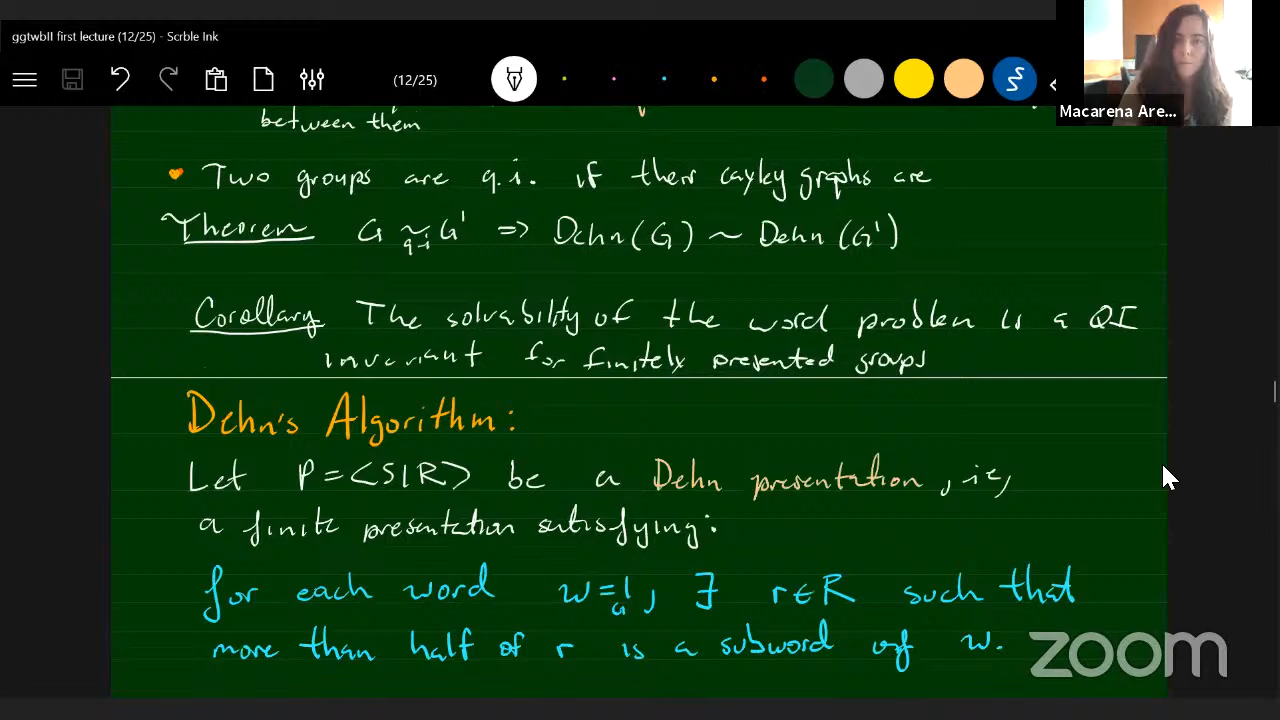 ggtwbII first lecture (12/25) - Scrble Ink
(12/25)
Macarena Are...
between them
• Two groups are q.i. if their cayley graphs are
Theorem G ~ q-i G' => Dehn(G) ~ Dehn(G')
Corollary The solvability of the word problem is a QI
invariant for finitely presented groups
Dehn's Algorithm:
Let P = <S|R> be a Dehn presentation, ie,
a finite presentation satisfying:
for each word w =_G 1, ∃ r ∈ R such that
more than half of r is a subword of w.
zoom